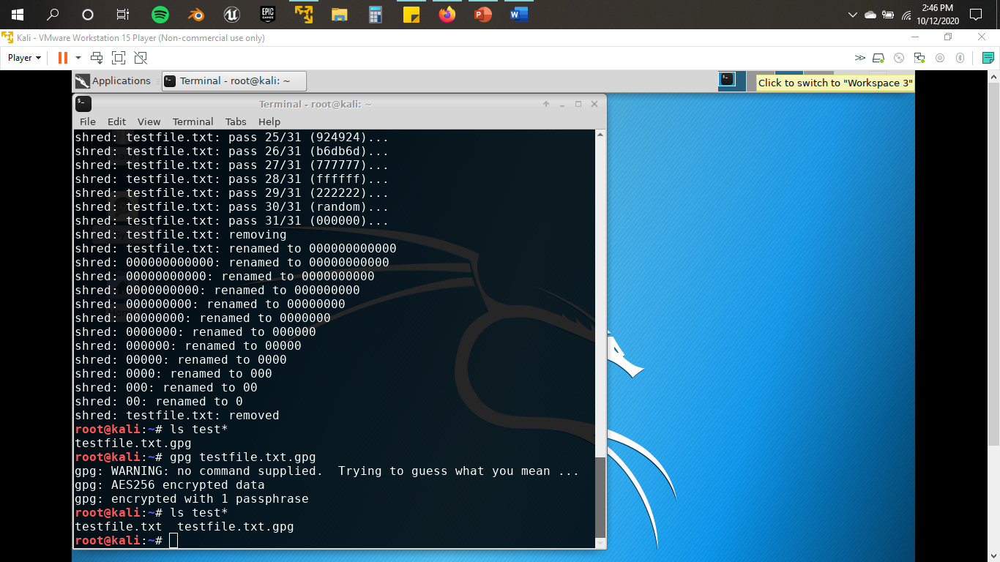 2:46 PM
10/12/2020
EPIC
GAMES
Kali - VMware Workstation 15 Player (Non-commercial use only)
Player
Applications
Terminal - root@kali: ~
Click to switch to "Workspace 3"
Terminal - root@kali: ~
File Edit View Terminal Tabs Help
shred: testfile.txt: pass 25/31 (924924)...
shred: testfile.txt: pass 26/31 (b6db6d)...
shred: testfile.txt: pass 27/31 (777777)...
shred: testfile.txt: pass 28/31 (ffffff)...
shred: testfile.txt: pass 29/31 (222222)...
shred: testfile.txt: pass 30/31 (random)...
shred: testfile.txt: pass 31/31 (000000)...
shred: testfile.txt: removing
shred: testfile.txt: renamed to 000000000000
shred: 000000000000: renamed to 00000000000
shred: 00000000000: renamed to 0000000000
shred: 0000000000: renamed to 000000000
shred: 000000000: renamed to 00000000
shred: 00000000: renamed to 0000000
shred: 0000000: renamed to 000000
shred: 000000: renamed to 00000
shred: 00000: renamed to 0000
shred: 0000: renamed to 000
shred: 000: renamed to 00
shred: 00: renamed to 0
shred: testfile.txt: removed
root@kali:~# ls test*
testfile.txt.gpg
root@kali:~# gpg testfile.txt.gpg
gpg: WARNING: no command supplied.  Trying to guess what you mean ...
gpg: AES256 encrypted data
gpg: encrypted with 1 passphrase
root@kali:~# ls test*
testfile.txt  testfile.txt.gpg
root@kali:~#